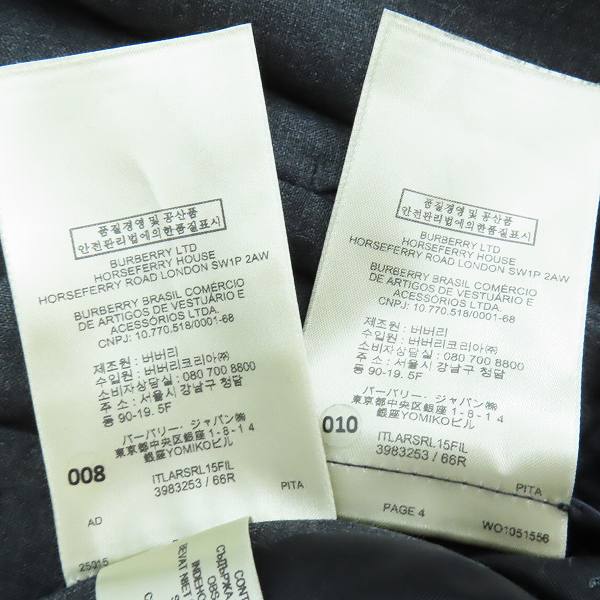 품질경영 및 공산품
안전관리법에의한품질표시
BURBERRY LTD
HORSEFERRY HOUSE
HORSEFERRY ROAD LONDON SW1P 2AW
BURBERRY BRASIL COMÉRCIO
DE ARTIGOS DE VESTUÁRIO E
ACESSÓRIOS LTDA.
CNPJ: 10.770.518/0001-68
제조원 : 버버리
수입원 : 버버리코리아㈜
소비자상담실 : 080 700 8800
주소 : 서울시 강남구 청담
동 90-19. 5F
バーバリー・ジャパン㈱
東京都中央区銀座 1 - 8 - 1 4
銀座YOMIKOビル
008
ITLARSRL15FIL
3983253 / 66R
PITA
AD
25015
품질경영 및 공산품
안전관리법에의한품질표시
BURBERRY LTD
HORSEFERRY HOUSE
HORSEFERRY ROAD LONDON SW1P 2AW
BURBERRY BRASIL COMÉRCIO
DE ARTIGOS DE VESTUÁRIO E
ACESSÓRIOS LTDA.
CNPJ: 10.770.518/0001-68
제조원 : 버버리
수입원 : 버버리코리아㈜
소비자상담실 : 080 700 8800
주소 : 서울시 강남구 청담
동 90-19. 5F
バーバリー・ジャパン㈱
東京都中央区銀座 1 - 8 - 1 4
銀座YOMIKOビル
010
ITLARSRL15FIL
3983253 / 66R
PITA
PAGE 4
WO1051556
CONT
СЪДЪРЖА
INDEHO
OBS
EVAT NIET